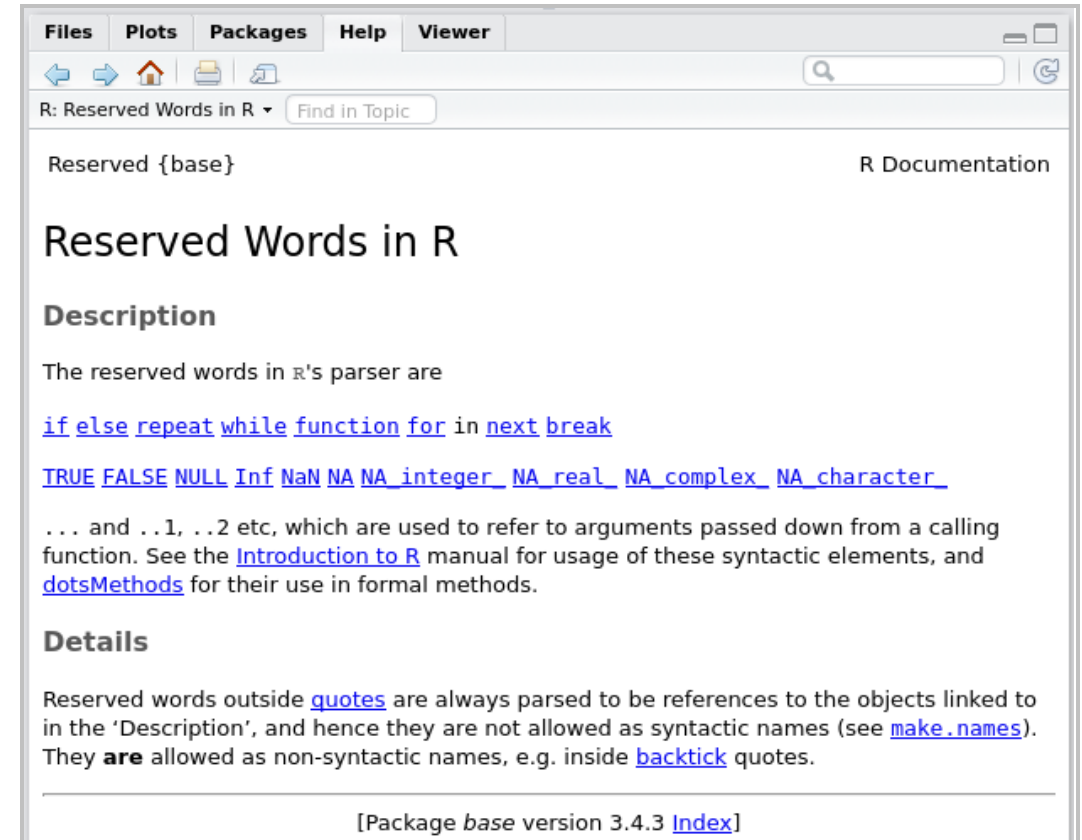 Files Plots Packages Help Viewer
R: Reserved Words in R Find in Topic
Reserved {base} R Documentation
Reserved Words in R
Description
The reserved words in R's parser are
if else repeat while function for in next break
TRUE FALSE NULL Inf NaN NA NA_integer_ NA_real_ NA_complex_ NA_character_
... and ..1, ..2 etc, which are used to refer to arguments passed down from a calling
function. See the Introduction to R manual for usage of these syntactic elements, and
dotsMethods for their use in formal methods.
Details
Reserved words outside quotes are always parsed to be references to the objects linked to
in the ‘Description’, and hence they are not allowed as syntactic names (see make.names).
They are allowed as non-syntactic names, e.g. inside backtick quotes.
[Package base version 3.4.3 Index]